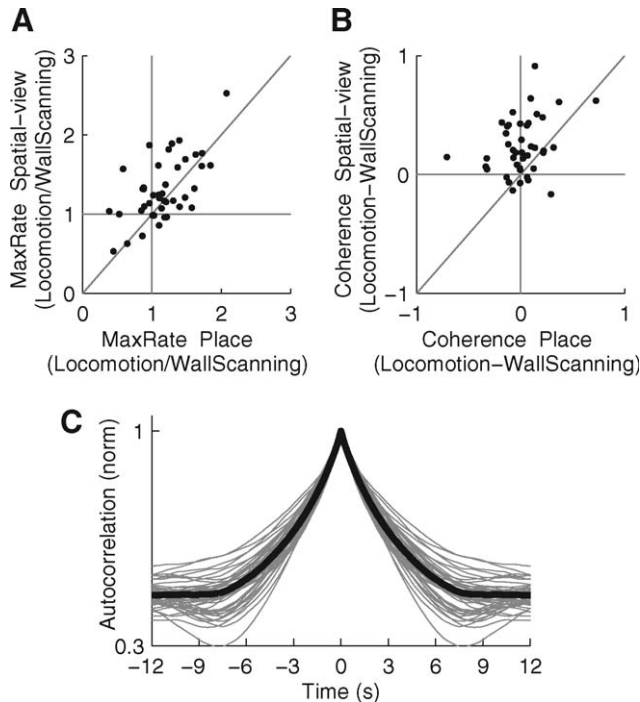 A
MaxRate Spatial-view
(Locomotion/WallScanning)
3
2
1
0
0 1 2 3
MaxRate Place
(Locomotion/WallScanning)
B
Coherence Spatial-view
(Locomotion−WallScanning)
1
0
−1
−1 0 1
Coherence Place
(Locomotion−WallScanning)
C
Autocorrelation (norm)
1
0.3
−12 −9 −6 −3 0 3 6 9 12
Time (s)